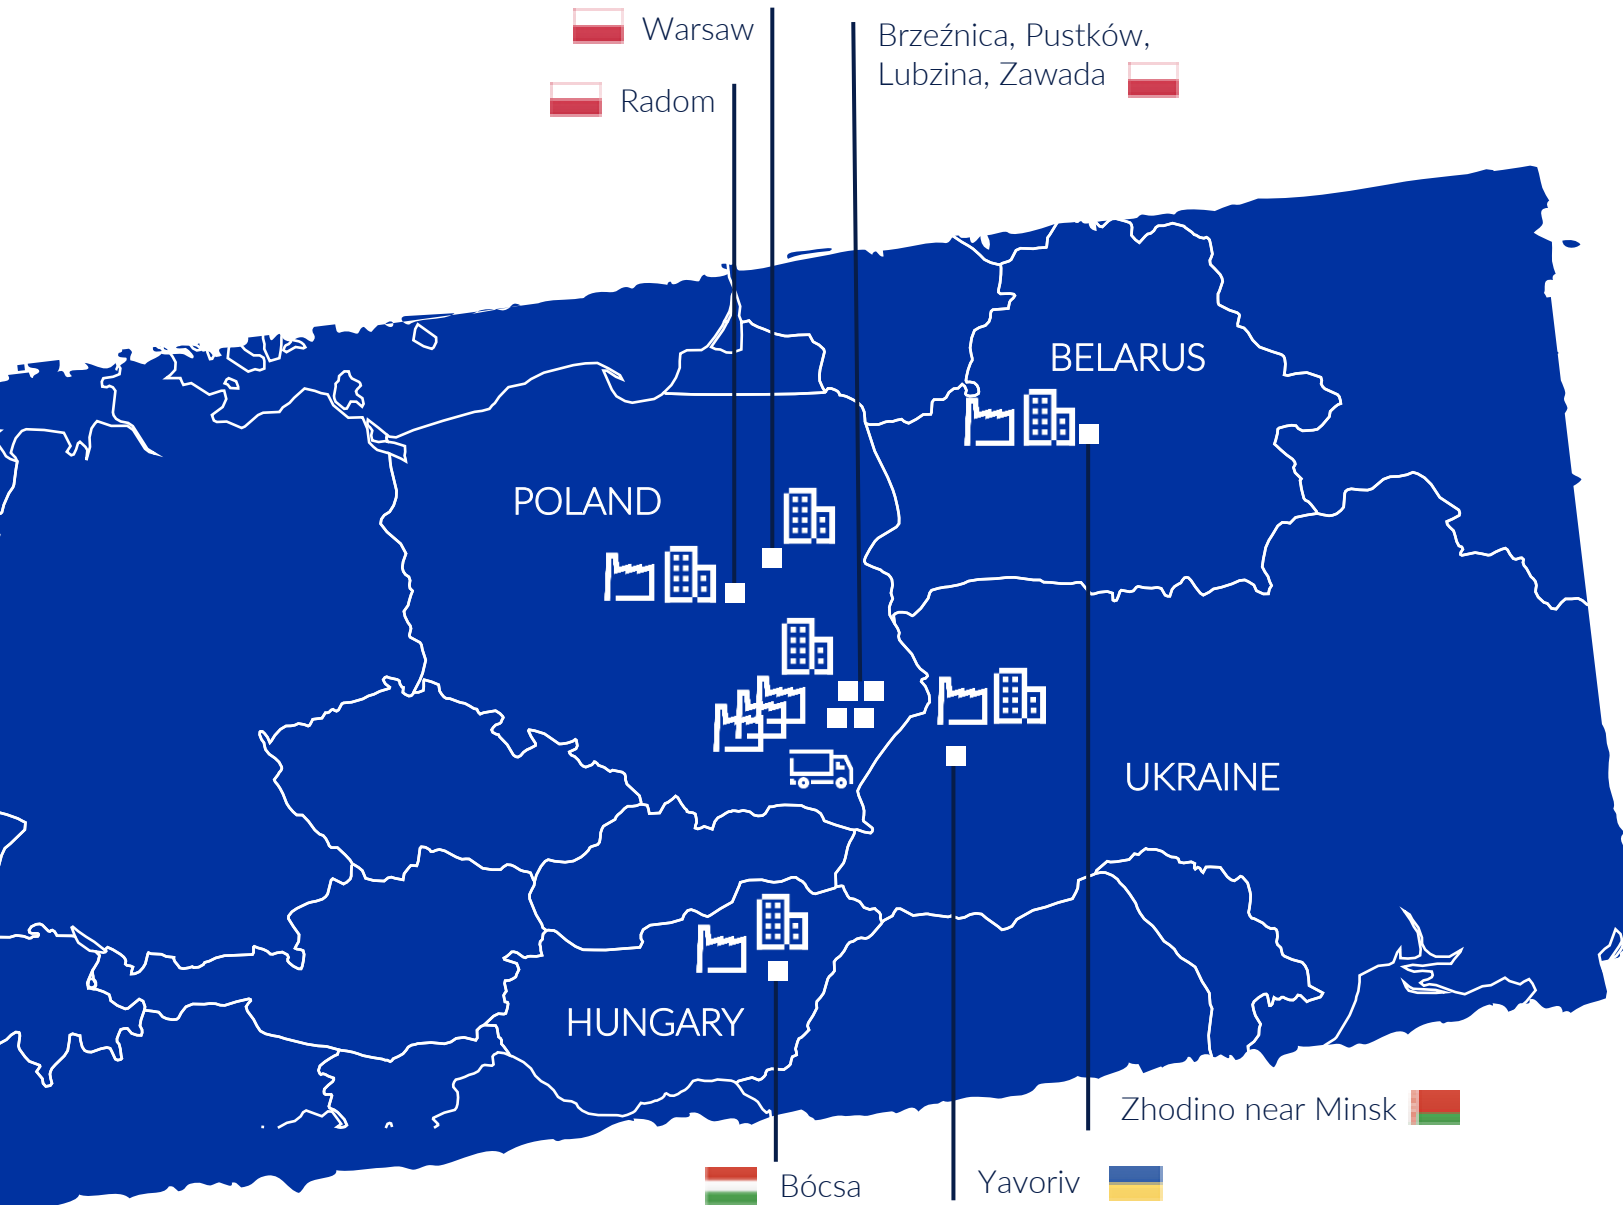 Warsaw
Brzeźnica, Pustków,
Lubzina, Zawada
Radom
BELARUS
POLAND
UKRAINE
HUNGARY
Zhodino near Minsk
Yavoriv
Bócsa